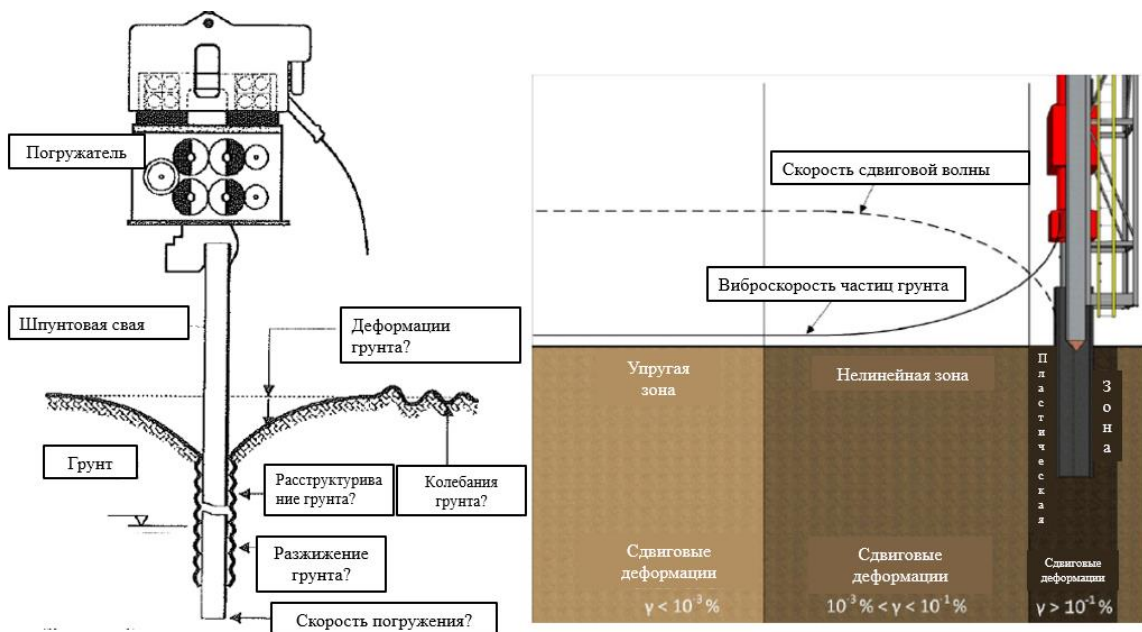 Погружатель
Шпунтовая свая
Деформации
грунта?
Грунт
Расструктурива
ние грунта?
Колебания
грунта?
Разжижение
грунта?
Скорость погружения?
Скорость сдвиговой волны
Виброскорость частиц грунта
Упругая
зона
Нелинейная зона
Пластическая
Зона
Сдвиговые
деформации
γ < 10⁻³ %
Сдвиговые
деформации
10⁻³ % < γ < 10⁻¹ %
Сдвиговые
деформации
γ > 10⁻¹ %